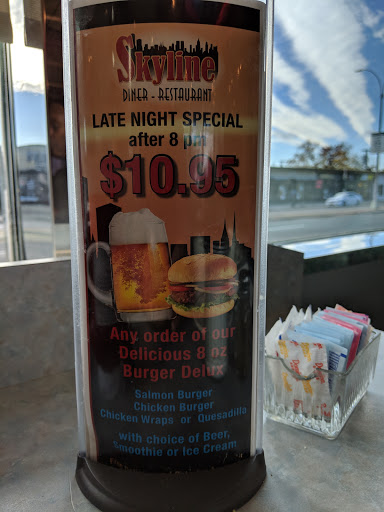 Skyline
DINER - RESTAURANT
LATE NIGHT SPECIAL
after 8 pm
$10.95
Any order of our
Delicious 8 oz
Burger Delux
Salmon Burger
Chicken Burger
Chicken Wraps or Quesadilla
with choice of Beer,
Smoothie or Ice Cream